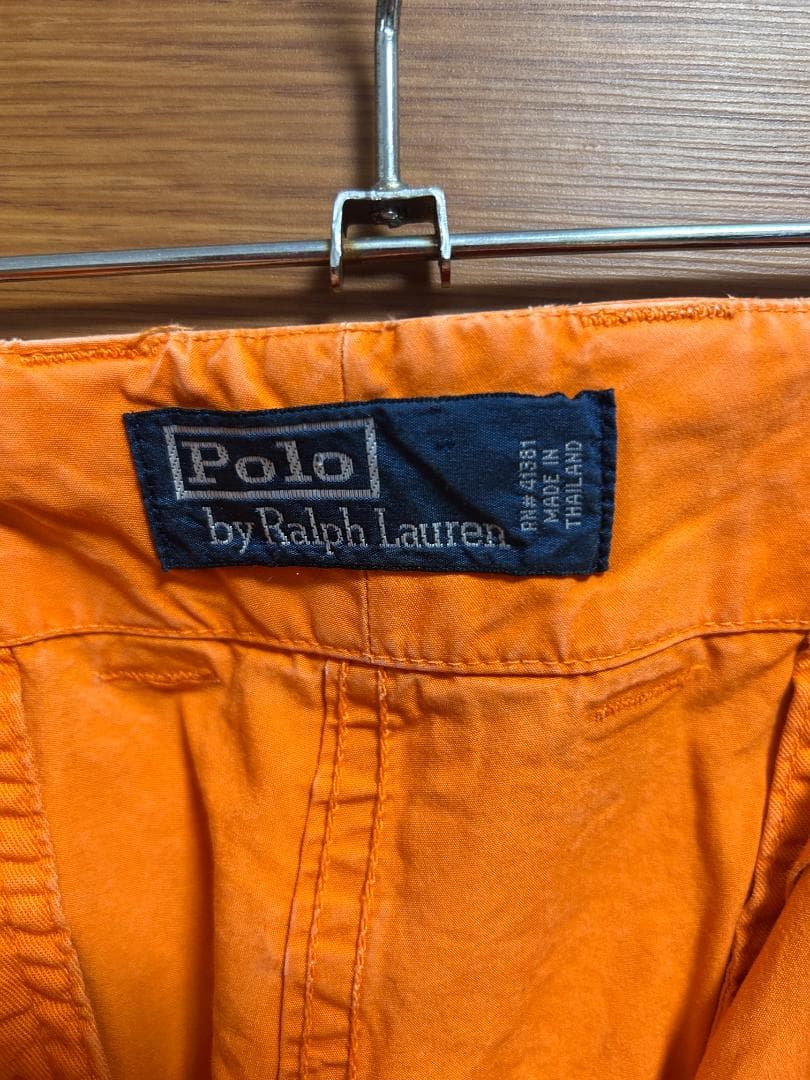 Polo
by Ralph Lauren
RN# 41381
MADE IN
THAILAND